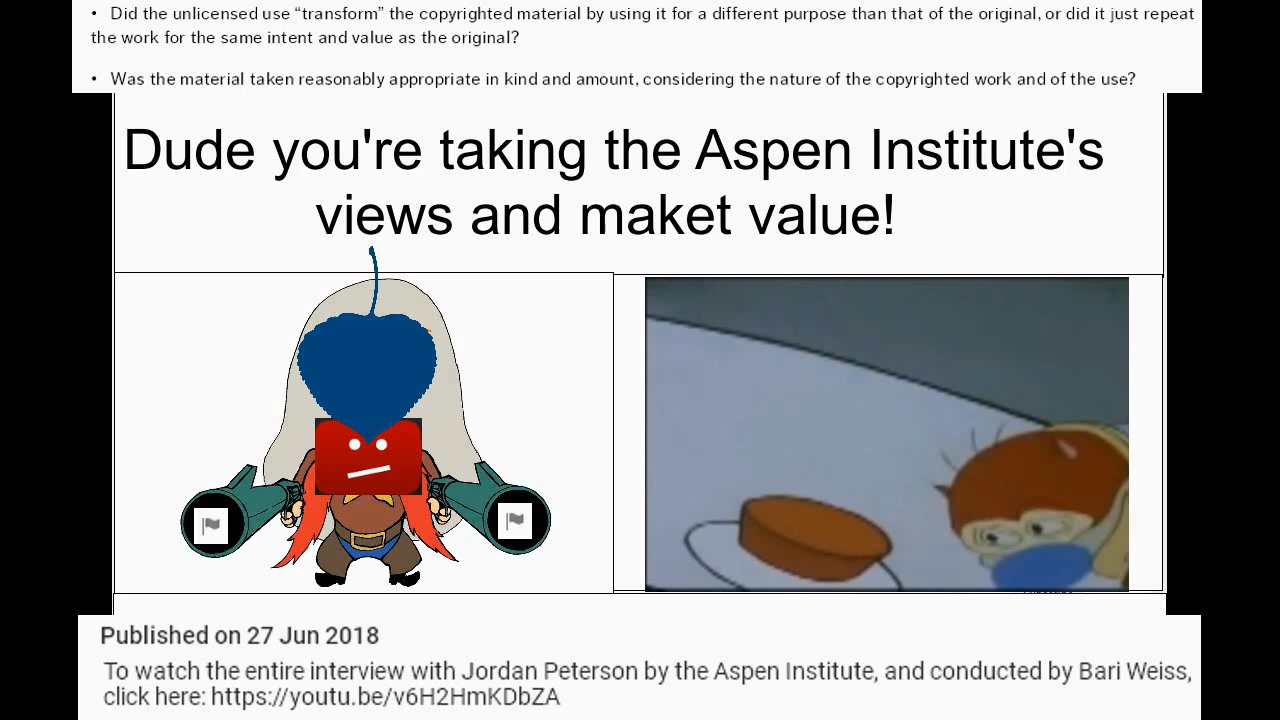 • Did the unlicensed use “transform” the copyrighted material by using it for a different purpose than that of the original, or did it just repeat
the work for the same intent and value as the original?
• Was the material taken reasonably appropriate in kind and amount, considering the nature of the copyrighted work and of the use?
Dude you're taking the Aspen Institute's
views and maket value!
Published on 27 Jun 2018
To watch the entire interview with Jordan Peterson by the Aspen Institute, and conducted by Bari Weiss,
click here: https://youtu.be/v6H2HmKDbZA